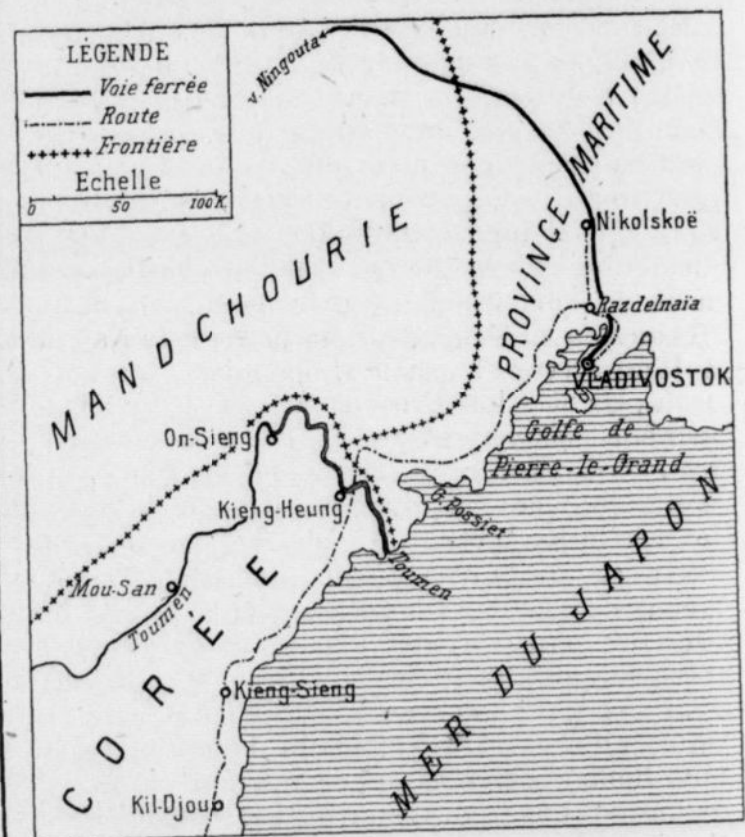 LÉGENDE
Voie ferrée
Route
Frontière
Echelle
0 50 100 K.
v. Ningouta
MANDCHOURIE
PROVINCE MARITIME
Nikolskoë
Razdelnaïa
VLADIVOSTOK
Golfe de
Pierre-le-Grand
On-Sieng
Kieng-Heung
G. Possiet
Toumen
Mou-San
Toumen
CORÉE
Kieng-Sieng
MER DU JAPON
Kil-Djou